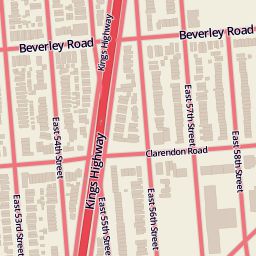 Beverley Road
Beverley Road
Kings Highway
East 57th Street
East 54th Street
Kings Highway
Clarendon Road
East 58th Street
East 53rd Street
East 55th Street
East 56th Street